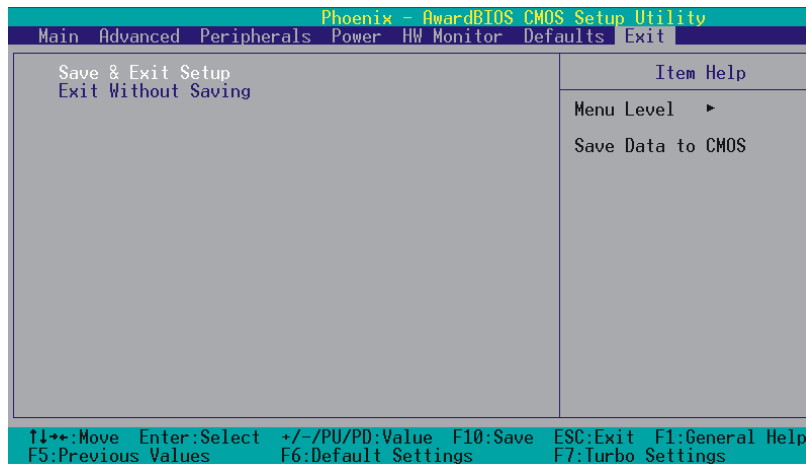 Phoenix - AwardBIOS CMOS Setup Utility
Main Advanced Peripherals Power HW Monitor Defaults Exit
Save & Exit Setup
Exit Without Saving
Item Help
Menu Level ►
Save Data to CMOS
↑↓→←:Move Enter:Select +/-/PU/PD:Value F10:Save ESC:Exit F1:General Help
F5:Previous Values F6:Default Settings F7:Turbo Settings